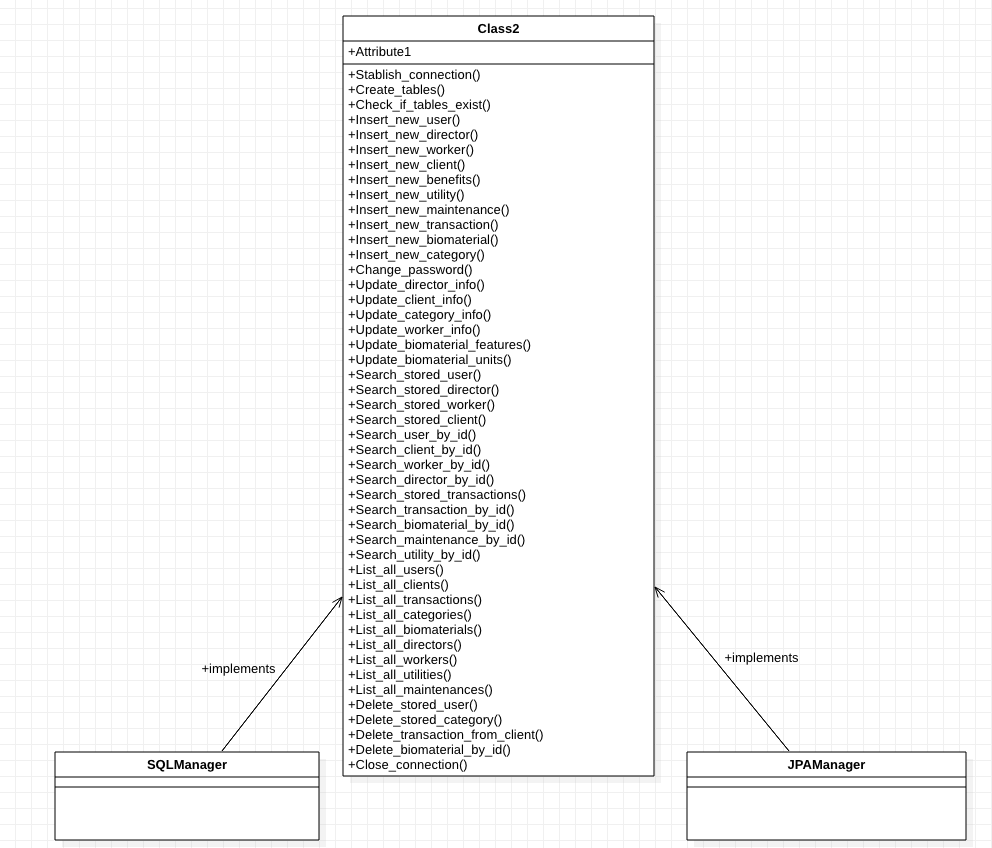 Class2
+Attribute1
+Stablish_connection()
+Create_tables()
+Check_if_tables_exist()
+Insert_new_user()
+Insert_new_director()
+Insert_new_worker()
+Insert_new_client()
+Insert_new_benefits()
+Insert_new_utility()
+Insert_new_maintenance()
+Insert_new_transaction()
+Insert_new_biomaterial()
+Insert_new_category()
+Change_password()
+Update_director_info()
+Update_client_info()
+Update_category_info()
+Update_worker_info()
+Update_biomaterial_features()
+Update_biomaterial_units()
+Search_stored_user()
+Search_stored_director()
+Search_stored_worker()
+Search_stored_client()
+Search_user_by_id()
+Search_client_by_id()
+Search_worker_by_id()
+Search_director_by_id()
+Search_stored_transactions()
+Search_transaction_by_id()
+Search_biomaterial_by_id()
+Search_maintenance_by_id()
+Search_utility_by_id()
+List_all_users()
+List_all_clients()
+List_all_transactions()
+List_all_categories()
+List_all_biomaterials()
+List_all_directors()
+List_all_workers()
+List_all_utilities()
+List_all_maintenances()
+Delete_stored_user()
+Delete_stored_category()
+Delete_transaction_from_client()
+Delete_biomaterial_by_id()
+Close_connection()
+implements
+implements
SQLManager
JPAManager